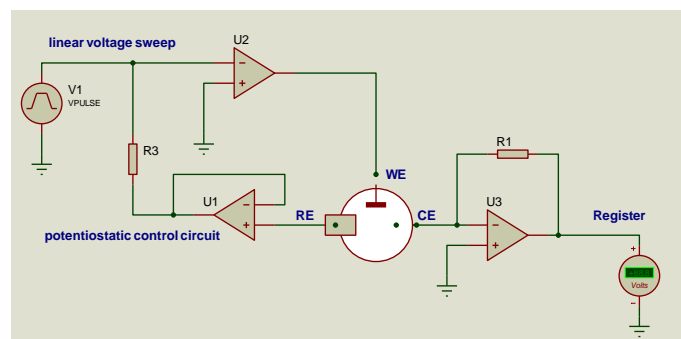 linear voltage sweep
U2
V1
VPULSE
R3
R1
WE
U1
RE
CE
U3
Register
potentiostatic control circuit
+
Volts